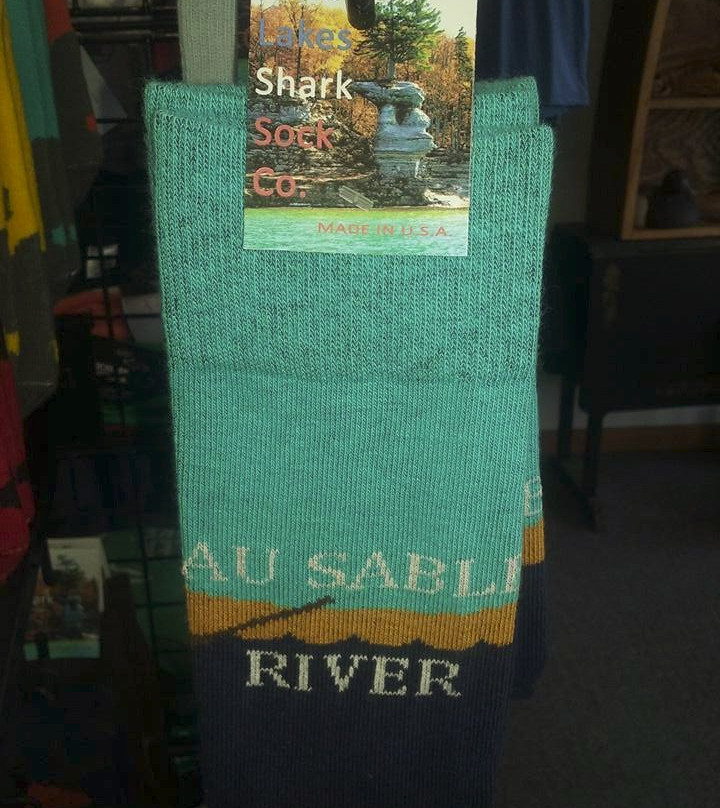 Lakes
Shark
Sock
Co.
MADE IN U.S.A.
AU SABLE
RIVER